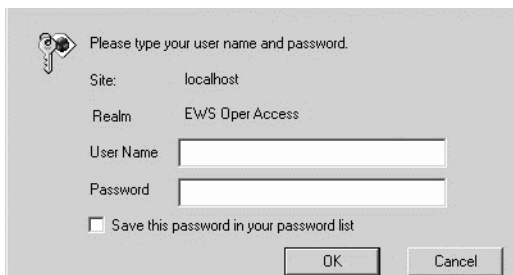 Please type your user name and password.
Site: localhost
Realm EWS Oper Access
User Name
Password
Save this password in your password list
OK Cancel